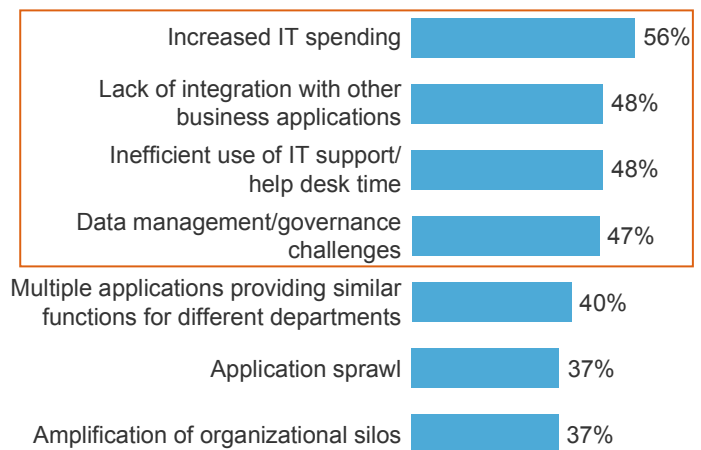 Increased IT spending 56%
Lack of integration with other
business applications 48%
Inefficient use of IT support/
help desk time 48%
Data management/governance
challenges 47%
Multiple applications providing similar
functions for different departments 40%
Application sprawl 37%
Amplification of organizational silos 37%